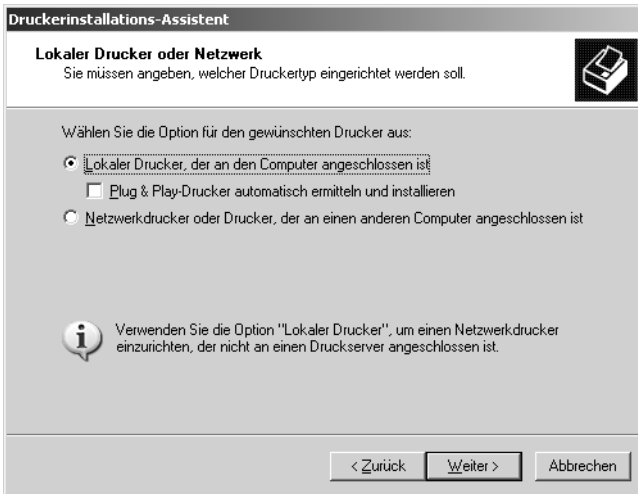 Druckerinstallations-Assistent
Lokaler Drucker oder Netzwerk
Sie müssen angeben, welcher Druckertyp eingerichtet werden soll.
Wählen Sie die Option für den gewünschten Drucker aus:
Lokaler Drucker, der an den Computer angeschlossen ist
Plug & Play-Drucker automatisch ermitteln und installieren
Netzwerkdrucker oder Drucker, der an einen anderen Computer angeschlossen ist
Verwenden Sie die Option "Lokaler Drucker", um einen Netzwerkdrucker
einzurichten, der nicht an einen Druckserver angeschlossen ist.
< Zurück Weiter > Abbrechen